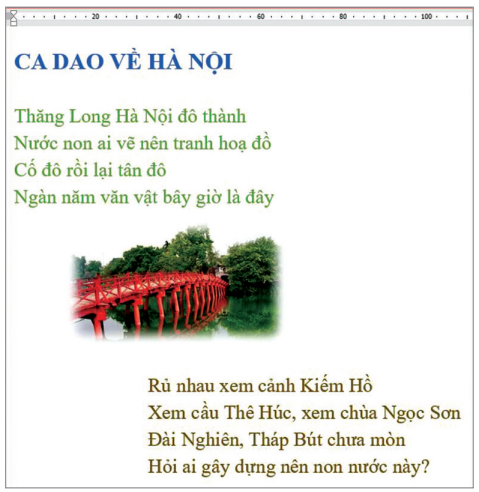 20 40 60 80 100
CA DAO VỀ HÀ NỘI
Thăng Long Hà Nội đô thành
Nước non ai vẽ nên tranh hoạ đồ
Cố đô rồi lại tân đô
Ngàn năm văn vật bây giờ là đây
Rủ nhau xem cảnh Kiếm Hồ
Xem cầu Thê Húc, xem chùa Ngọc Sơn
Đài Nghiên, Tháp Bút chưa mòn
Hỏi ai gây dựng nên non nước này?